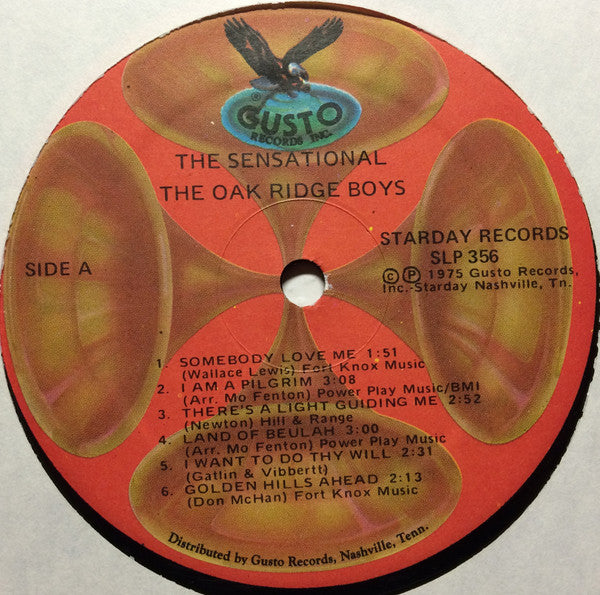 GUSTO
RECORDS INC.
THE SENSATIONAL
THE OAK RIDGE BOYS
SIDE A
STARDAY RECORDS
SLP 356
© ℗ 1975 Gusto Records,
Inc.-Starday Nashville, Tn.
1. SOMEBODY LOVE ME 1:51
(Wallace Lewis) Fort Knox Music
2. I AM A PILGRIM 3:08
(Arr. Mo Fenton) Power Play Music/BMI
3. THERE'S A LIGHT GUIDING ME 2:52
(Newton) Hill & Range
4. LAND OF BEULAH 3:00
(Arr. Mo Fenton) Power Play Music
5. I WANT TO DO THY WILL 2:31
(Gatlin & Vibbertt)
6. GOLDEN HILLS AHEAD 2:13
(Don McHan) Fort Knox Music
Distributed by Gusto Records, Nashville, Tenn.